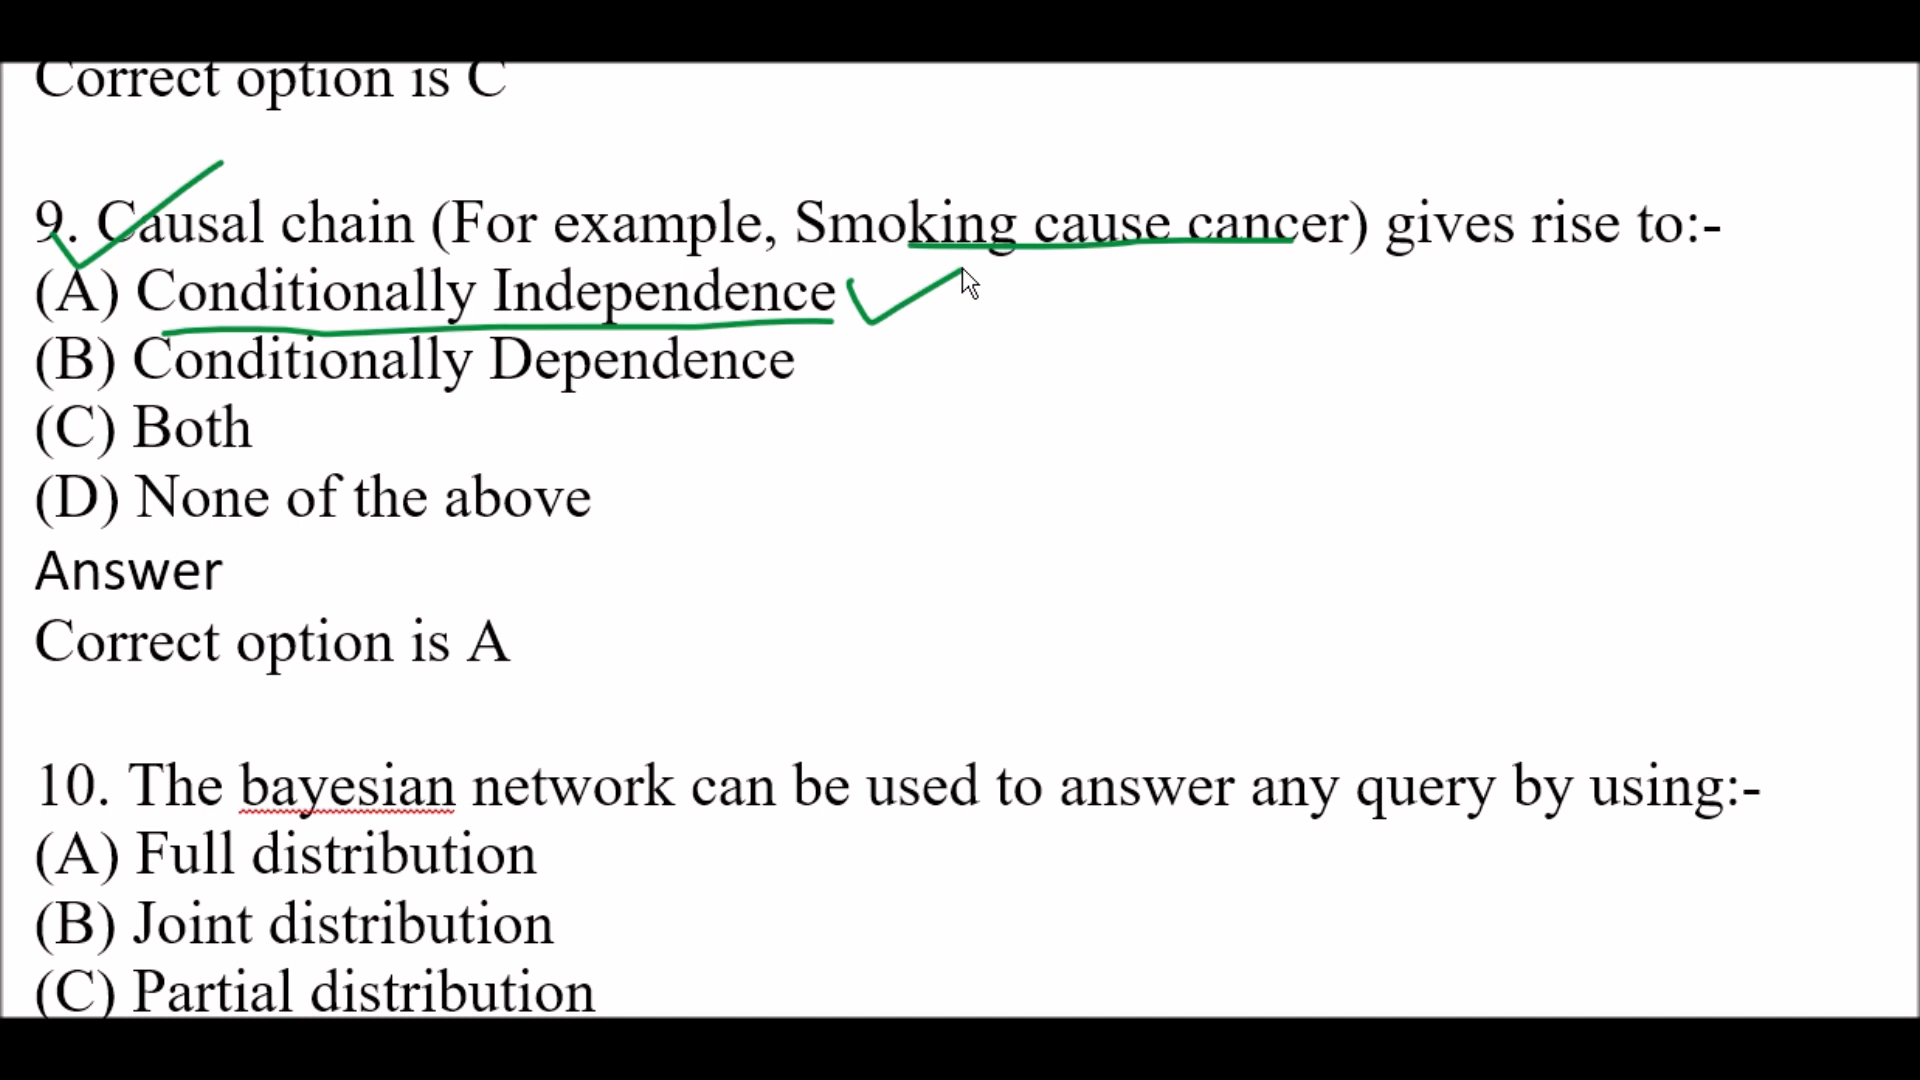 Correct option is C
9. Causal chain (For example, Smoking cause cancer) gives rise to:-
(A) Conditionally Independence
(B) Conditionally Dependence
(C) Both
(D) None of the above
Answer
Correct option is A
10. The bayesian network can be used to answer any query by using:-
(A) Full distribution
(B) Joint distribution
(C) Partial distribution